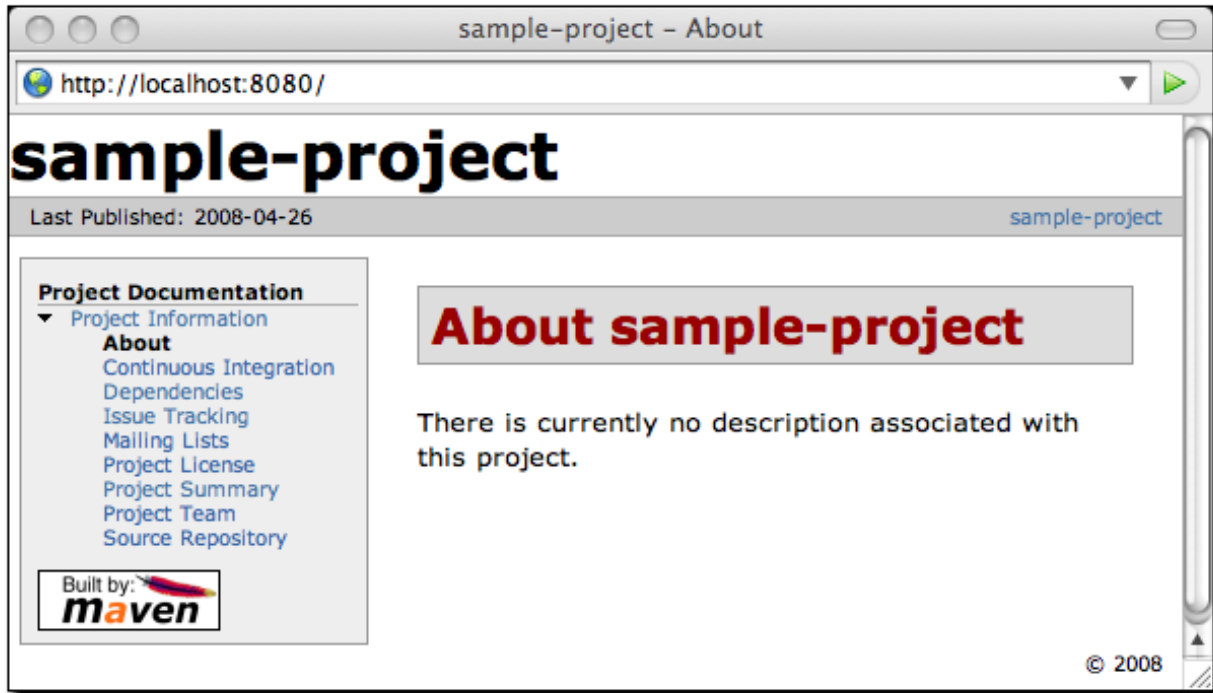 sample-project – About
http://localhost:8080/
sample-project
Last Published: 2008-04-26
sample-project
Project Documentation
Project Information
About
Continuous Integration
Dependencies
Issue Tracking
Mailing Lists
Project License
Project Summary
Project Team
Source Repository
Built by:
maven
About sample-project
There is currently no description associated with
this project.
© 2008